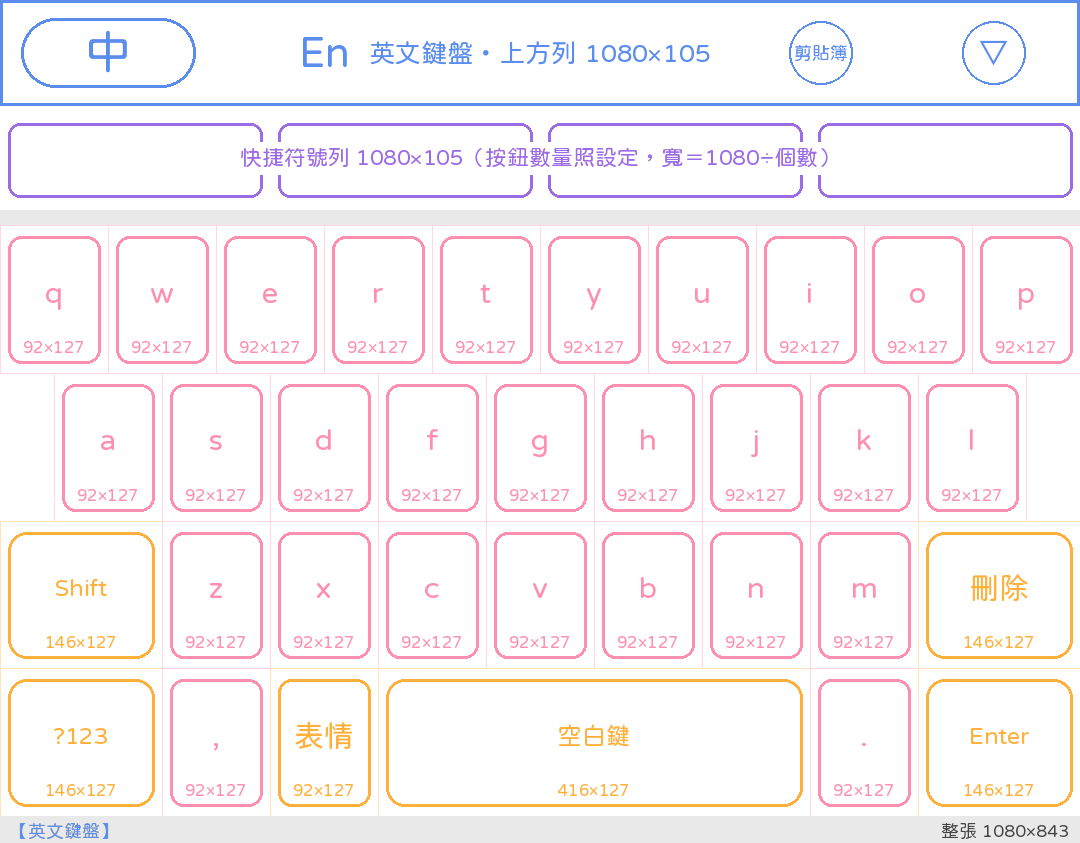 中 En 英文鍵盤・上方列 1080×105 剪貼簿 ▽
快捷符號列 1080×105（按鈕數量照設定，寬＝1080÷個數）
q w e r t y u i o p
92×127 92×127 92×127 92×127 92×127 92×127 92×127 92×127 92×127 92×127
a s d f g h j k l
92×127 92×127 92×127 92×127 92×127 92×127 92×127 92×127 92×127
Shift z x c v b n m 刪除
146×127 92×127 92×127 92×127 92×127 92×127 92×127 92×127 146×127
?123 , 表情 空白鍵 . Enter
146×127 92×127 92×127 416×127 92×127 146×127
【英文鍵盤】 整張 1080×843